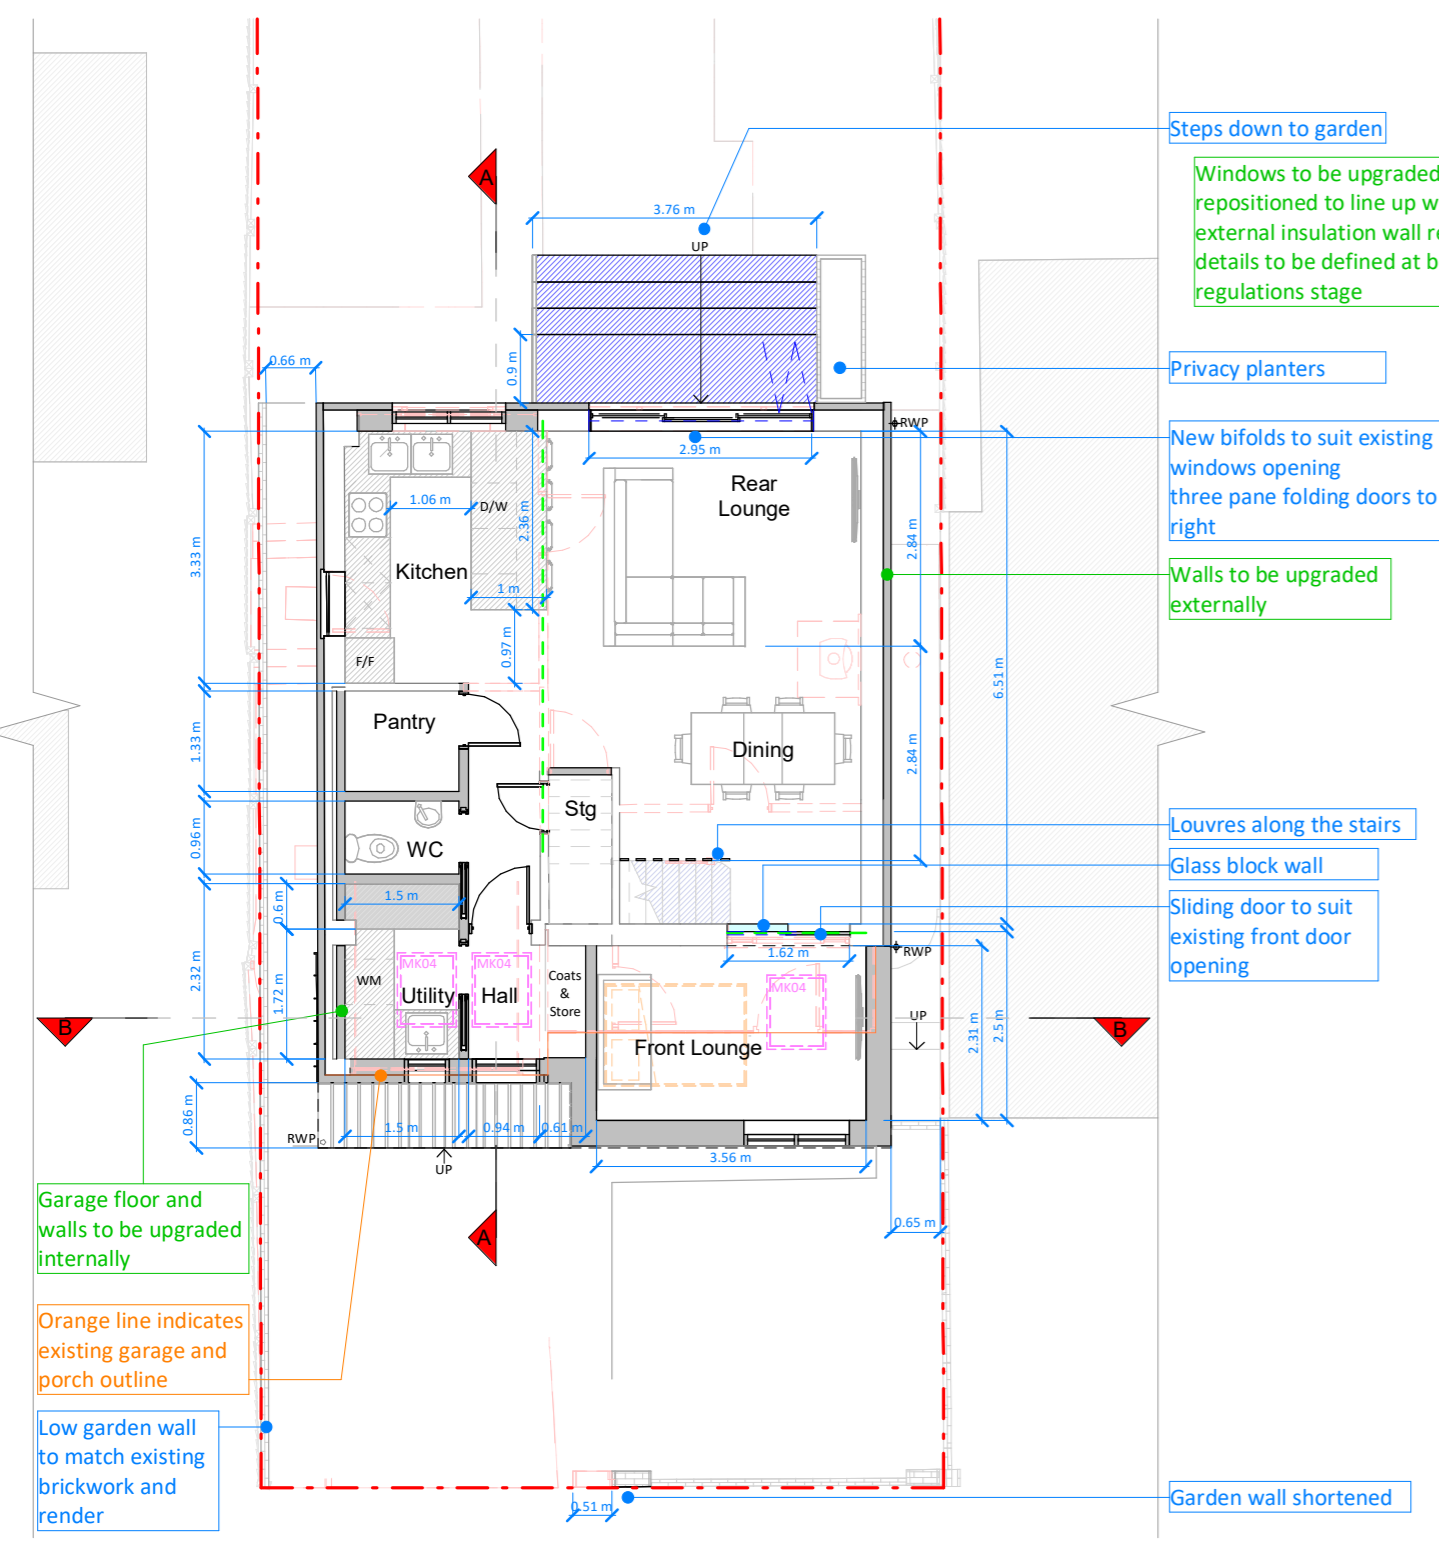 Steps down to garden
Windows to be upgraded
repositioned to line up w
external insulation wall re
details to be defined at b
regulations stage
A
3.76 m
UP
0.9 m
0.66 m
Privacy planters
RWP
New bifolds to suit existing
windows opening
three pane folding doors to
right
2.95 m
Rear
Lounge
1.06 m
D/W
2.36 m
2.84 m
3.33 m
Kitchen
1 m
Walls to be upgraded
externally
0.97 m
F/F
6.51 m
Pantry
1.33 m
Dining
2.84 m
Stg
0.96 m
WC
Louvres along the stairs
Glass block wall
Sliding door to suit
existing front door
opening
1.5 m
0.6 m
RWP
1.62 m
2.32 m
1.72 m
WM
MK04
MK04
MK04
Utility
Hall
Coats
&
Store
B
UP
B
Front Lounge
2.31 m
2.5 m
0.86 m
RWP
1.5 m
0.94 m
0.61 m
UP
3.56 m
Garage floor and
walls to be upgraded
internally
A
0.65 m
Orange line indicates
existing garage and
porch outline
Low garden wall
to match existing
brickwork and
render
0.51 m
Garden wall shortened